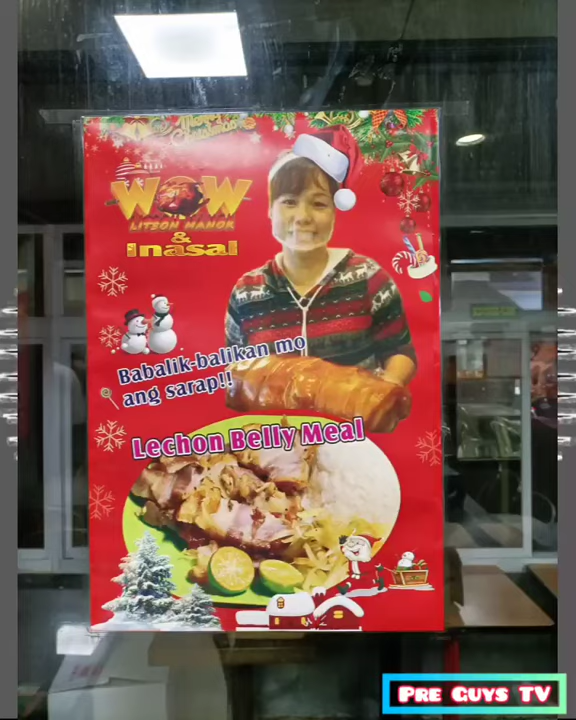 Merry
Christmas
WOW
LITSON MANOK
&
Inasal
Babalik-balikan mo
ang sarap!!
Lechon Belly Meal
PRE GUYS TV